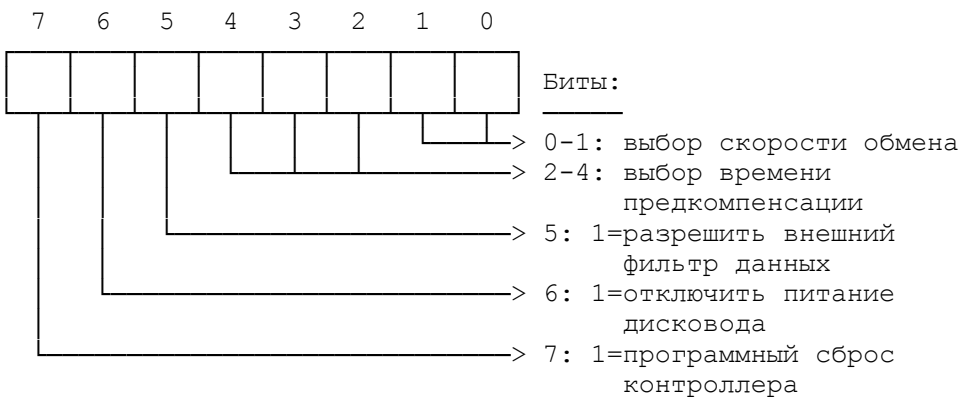 7 6 5 4 3 2 1 0
Биты:
0-1: выбор скорости обмена
2-4: выбор времени
предкомпенсации
5: 1=разрешить внешний
фильтр данных
6: 1=отключить питание
дисковода
7: 1=программный сброс
контроллера